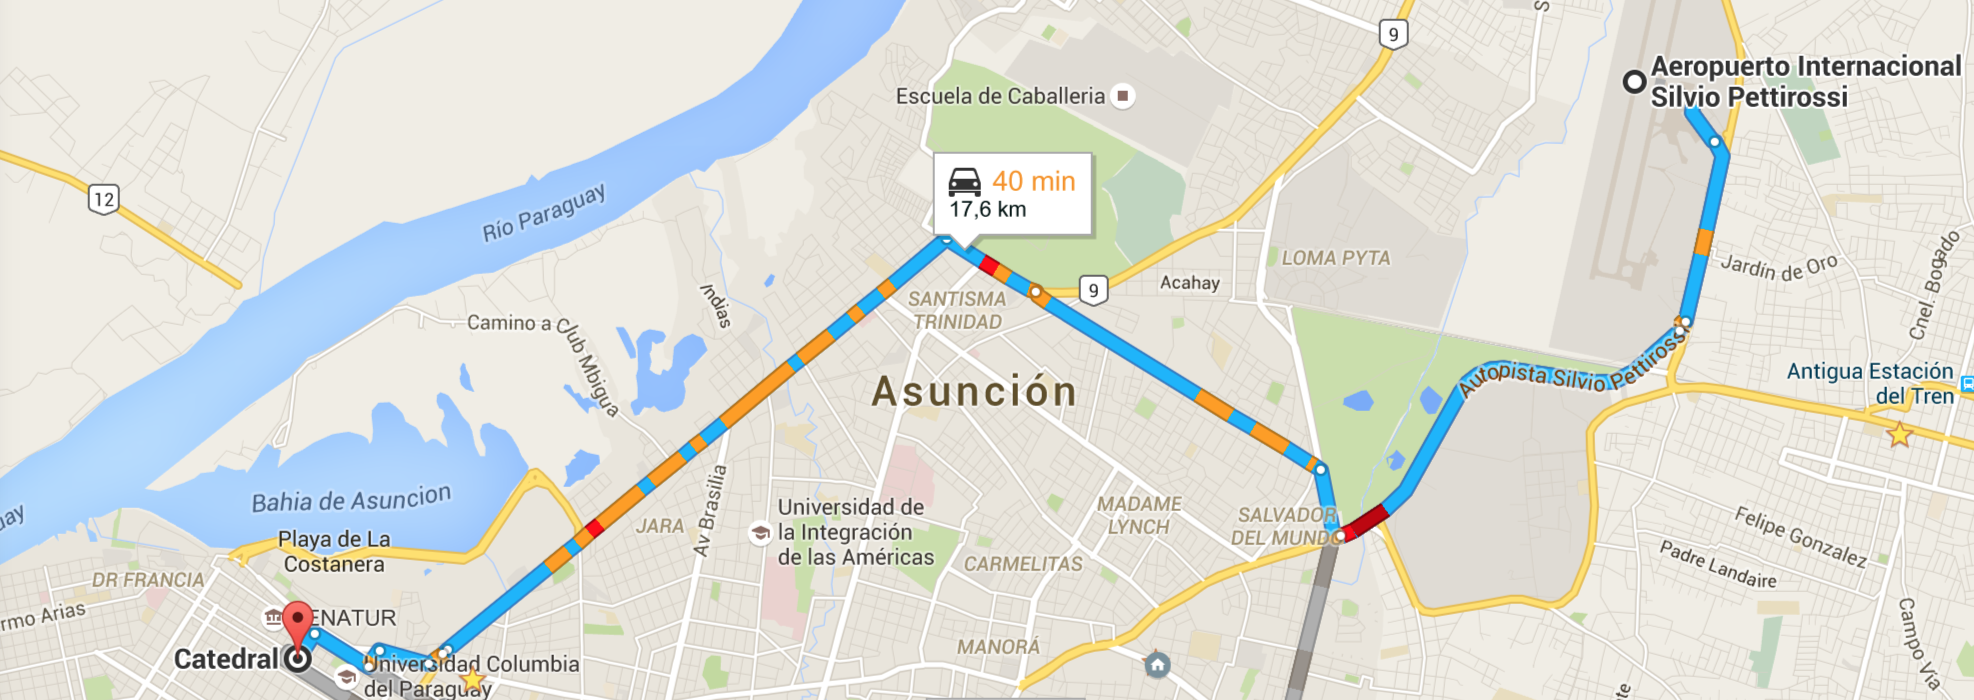 9
Aeropuerto Internacional
Silvio Pettirossi
Escuela de Caballeria
12
Río Paraguay
40 min
17,6 km
LOMA PYTA
Jardín de Oro
Cnel. Bogado
Acahay
9
SANTISMA
TRINIDAD
Camino a Club Mbigua
Autopista Silvio Pettirossi
Antigua Estación
del Tren
Asunción
Bahia de Asuncion
Av Brasilia
JARA
Universidad de
la Integración
de las Américas
MADAME
LYNCH
SALVADOR
DEL MUNDO
Felipe Gonzalez
Padre Landaire
Playa de La
Costanera
CARMELITAS
DR FRANCIA
Arias
ENATUR
Catedral
Universidad Columbia
del Paraguay
MANORÁ
Campo Vía